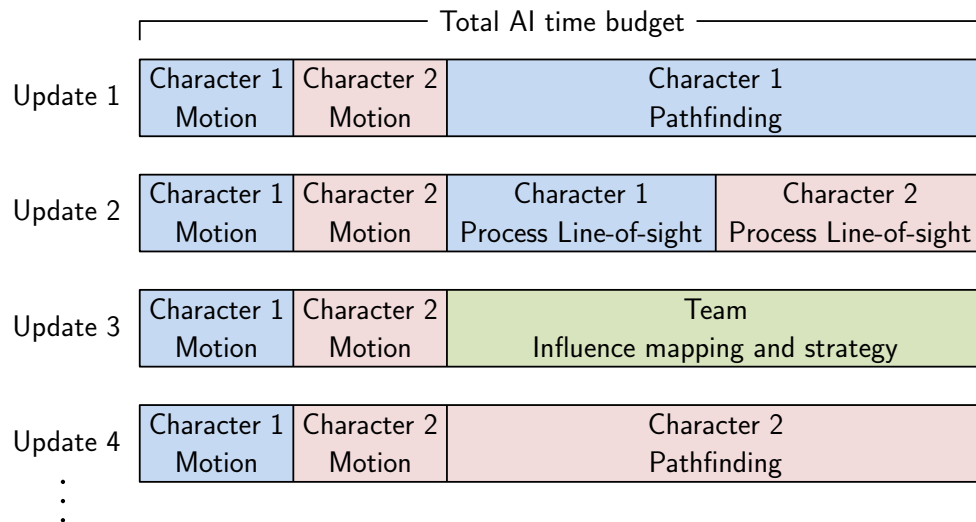 Total AI time budget
Update 1
Character 1
Motion
Character 2
Motion
Character 1
Pathfinding
Update 2
Character 1
Motion
Character 2
Motion
Character 1
Process Line-of-sight
Character 2
Process Line-of-sight
Update 3
Character 1
Motion
Character 2
Motion
Team
Influence mapping and strategy
Update 4
Character 1
Motion
Character 2
Motion
Character 2
Pathfinding